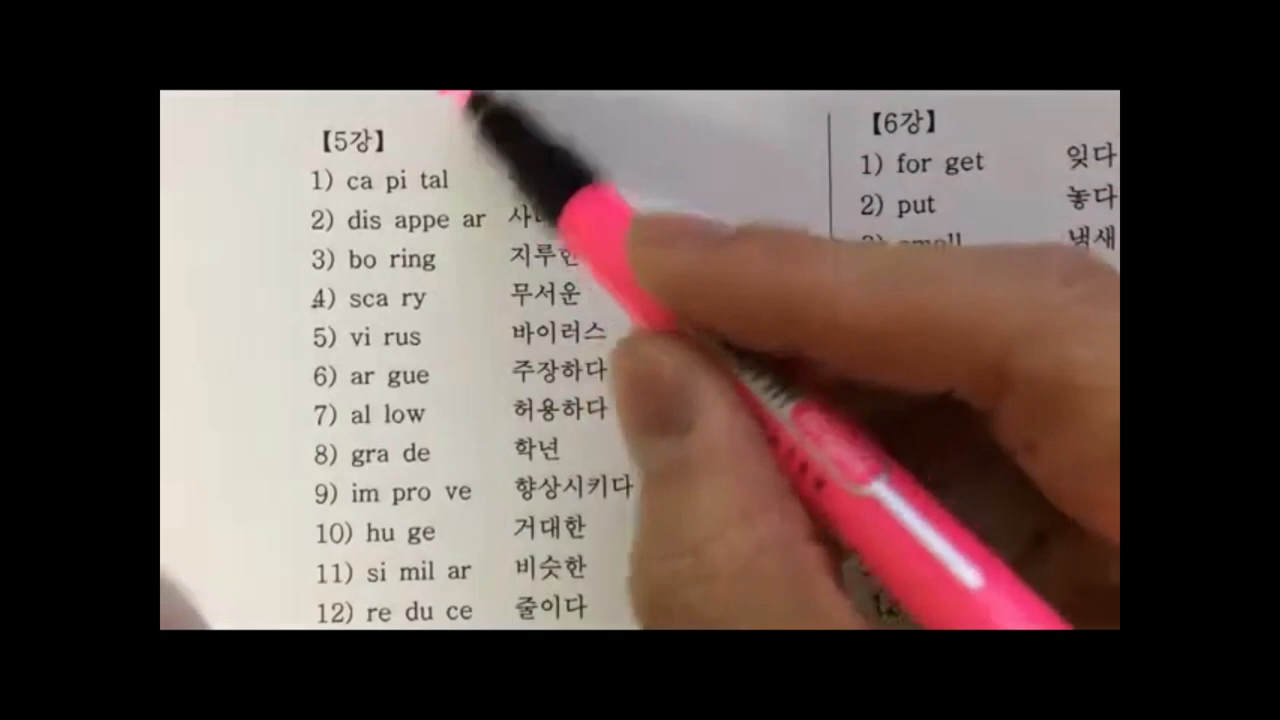 【5강】
1) ca pi tal
2) dis appe ar
3) bo ring
4) sca ry 무서운
5) vi rus 바이러스
6) ar gue 주장하다
7) al low 허용하다
8) gra de 학년
9) im pro ve 향상시키다
10) hu ge 거대한
11) si mil ar 비슷한
12) re du ce 줄이다
【6강】
1) for get 잊다
2) put 놓다
smell 냄새